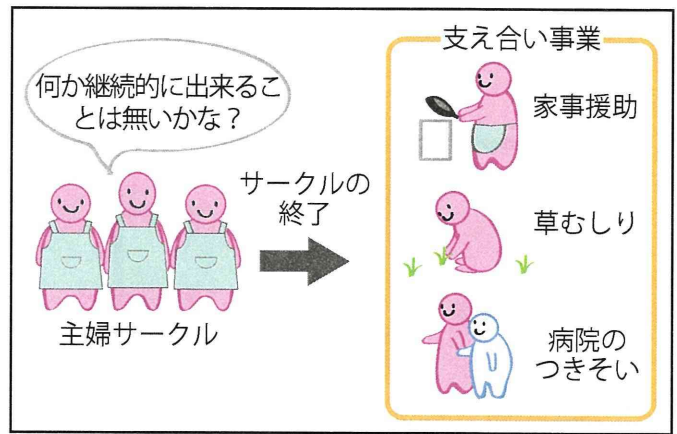 何か継続的に出来るこ
とは無いかな？
主婦サークル
サークルの
終了
支え合い事業
家事援助
草むしり
病院の
つきそい